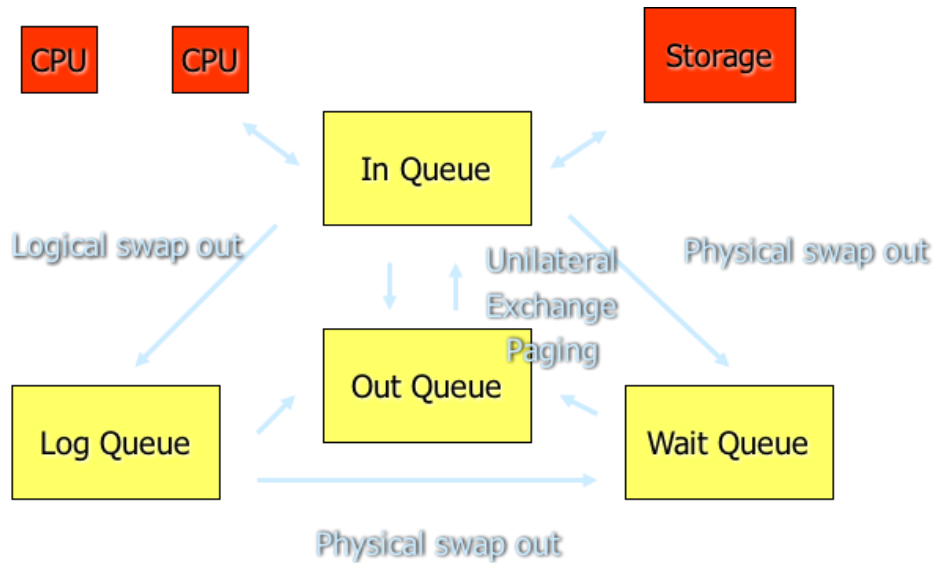 CPU
CPU
Storage
In Queue
Logical swap out
Unilateral
Exchange
Paging
Physical swap out
Out Queue
Log Queue
Wait Queue
Physical swap out